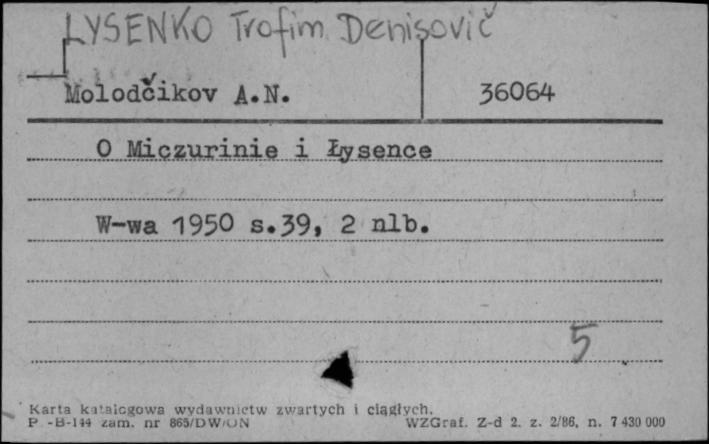 LYSENKO Trofim Denisovič
Molodčikov A.N. 36064
O Miczurinie i Łysence
W-wa 1950 s.39, 2 nlb.
5
Karta katalogowa wydawnictw zwartych i ciągłych.
P.-B-144 zam. nr 865/DW/ON WZGraf. Z-d 2. z. 2/86, n. 7 430 000